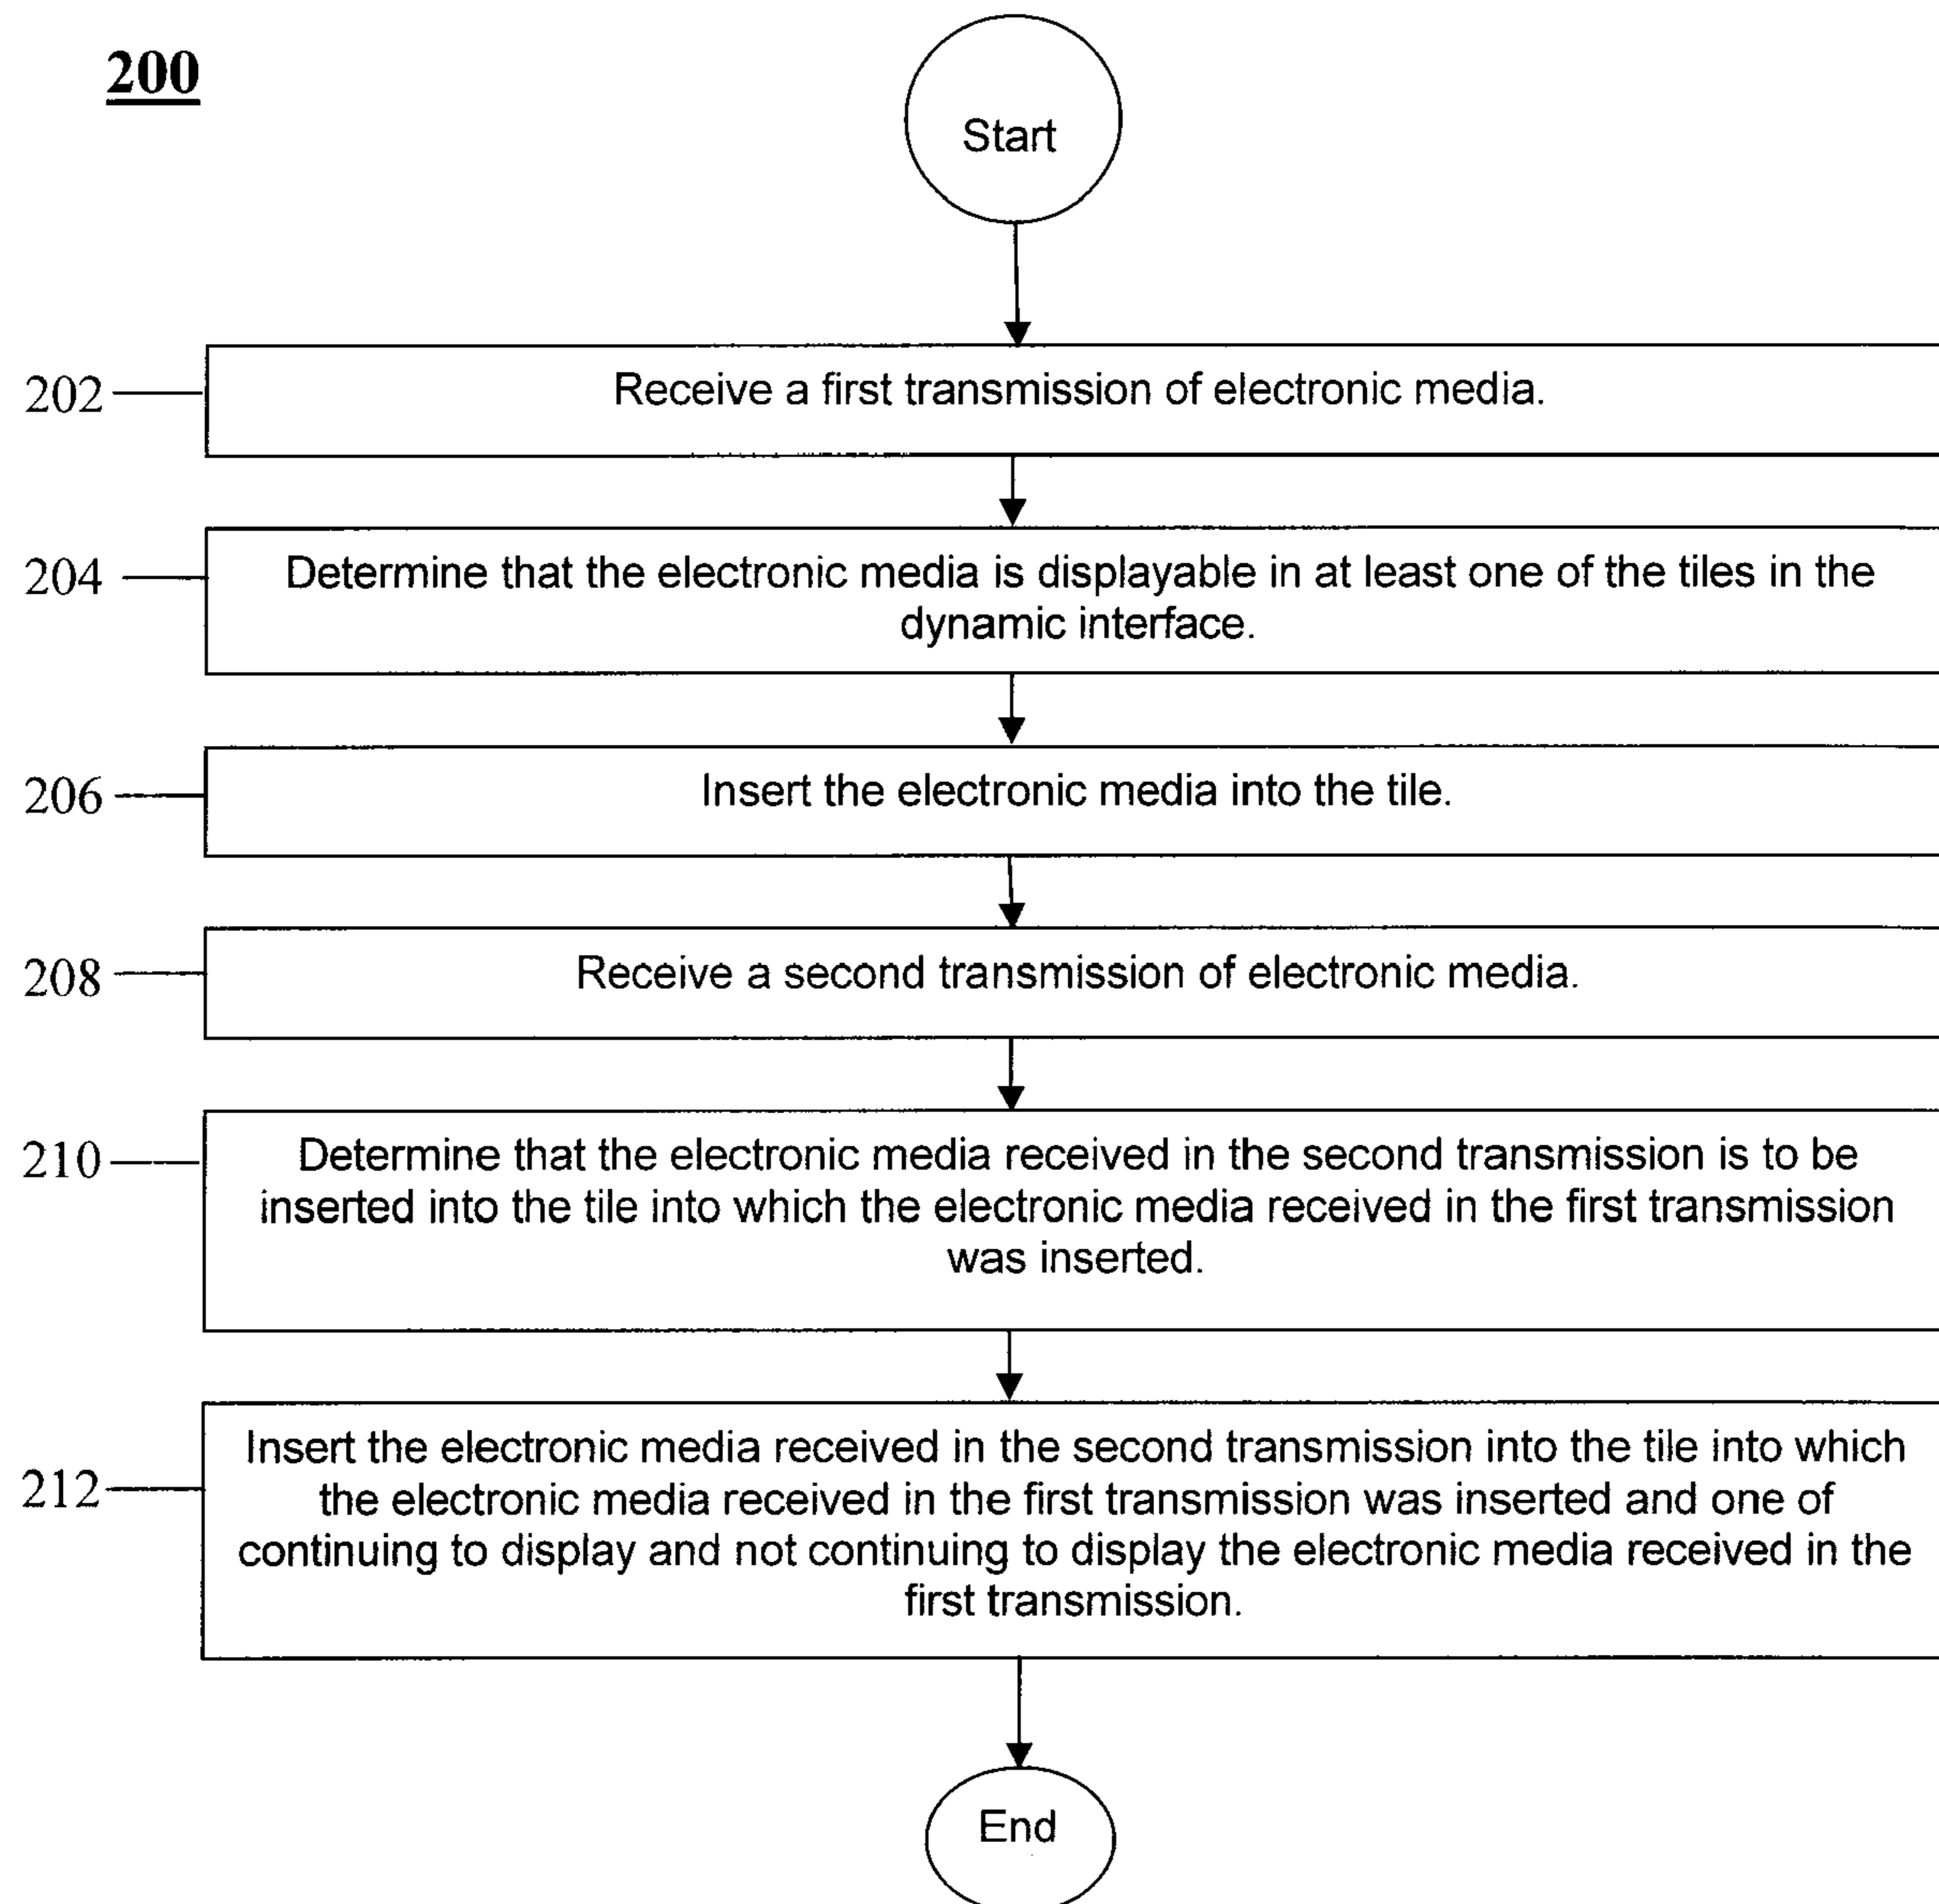 200
Start
202
Receive a first transmission of electronic media.
204
Determine that the electronic media is displayable in at least one of the tiles in the
dynamic interface.
206
Insert the electronic media into the tile.
208
Receive a second transmission of electronic media.
210
Determine that the electronic media received in the second transmission is to be
inserted into the tile into which the electronic media received in the first transmission
was inserted.
212
Insert the electronic media received in the second transmission into the tile into which
the electronic media received in the first transmission was inserted and one of
continuing to display and not continuing to display the electronic media received in the
first transmission.
End